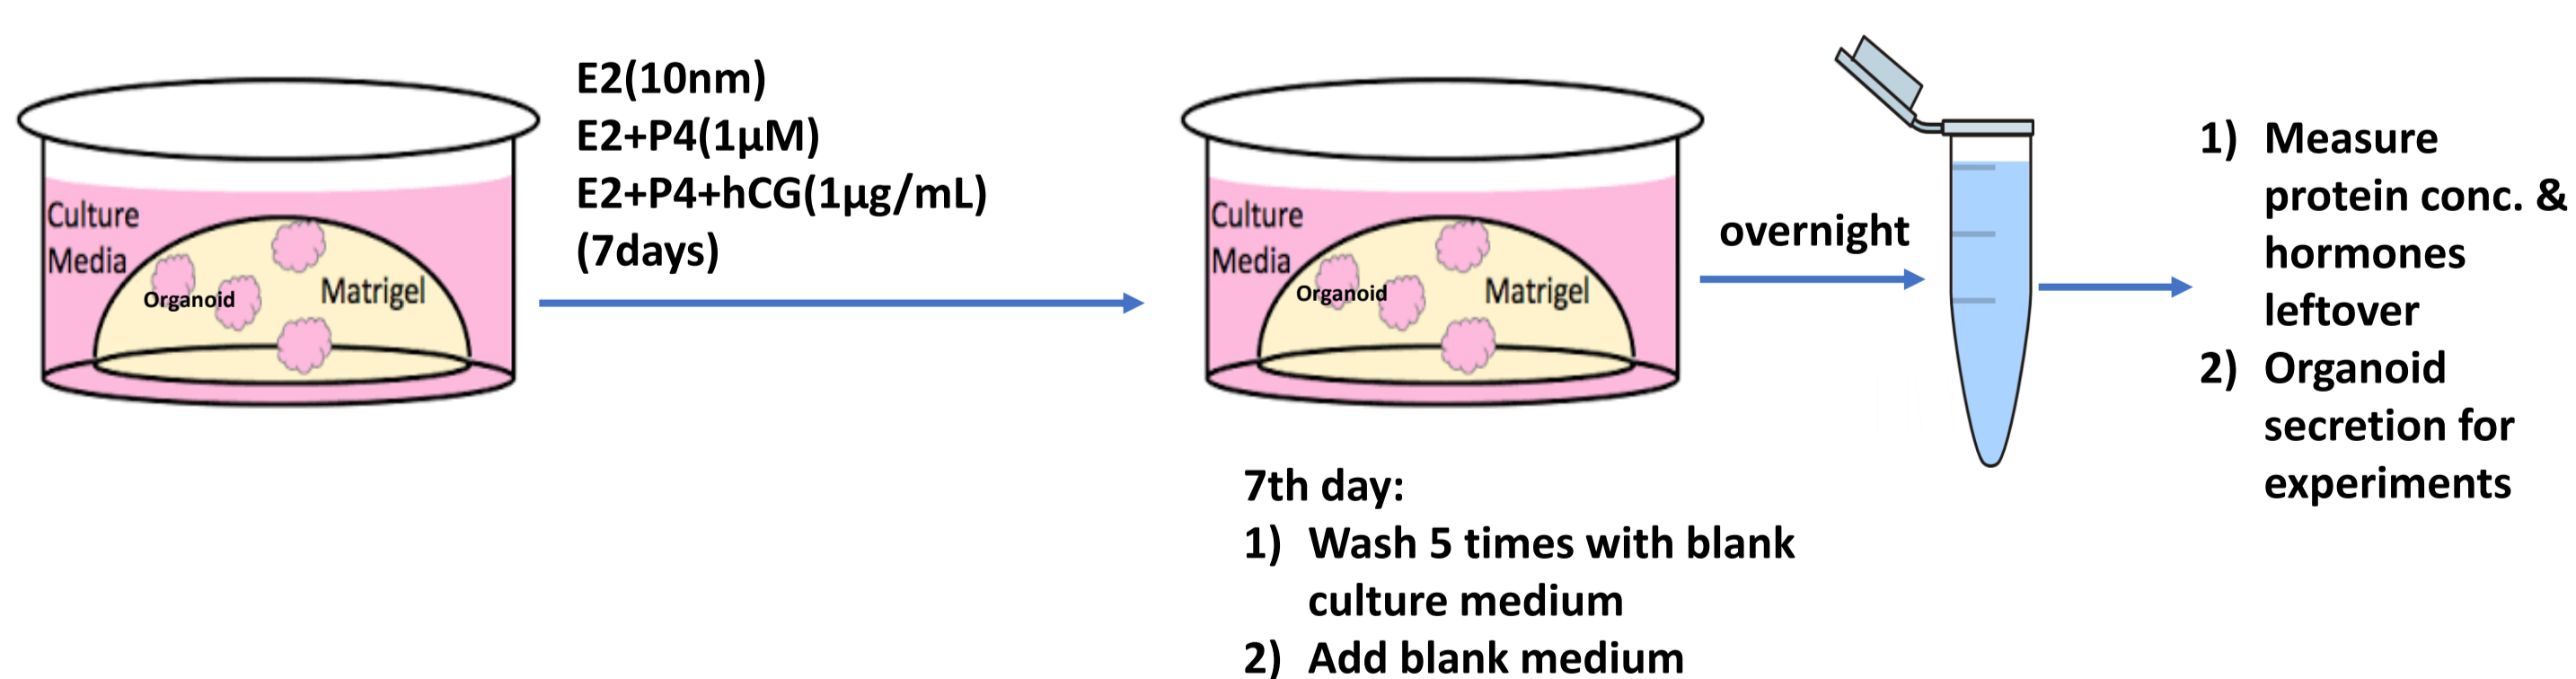 Culture
Media
Organoid
Matrigel
E2(10nm)
E2+P4(1µM)
E2+P4+hCG(1µg/mL)
(7days)
Culture
Media
Organoid
Matrigel
7th day:
1) Wash 5 times with blank
culture medium
2) Add blank medium
overnight
1) Measure
protein conc. &
hormones
leftover
2) Organoid
secretion for
experiments